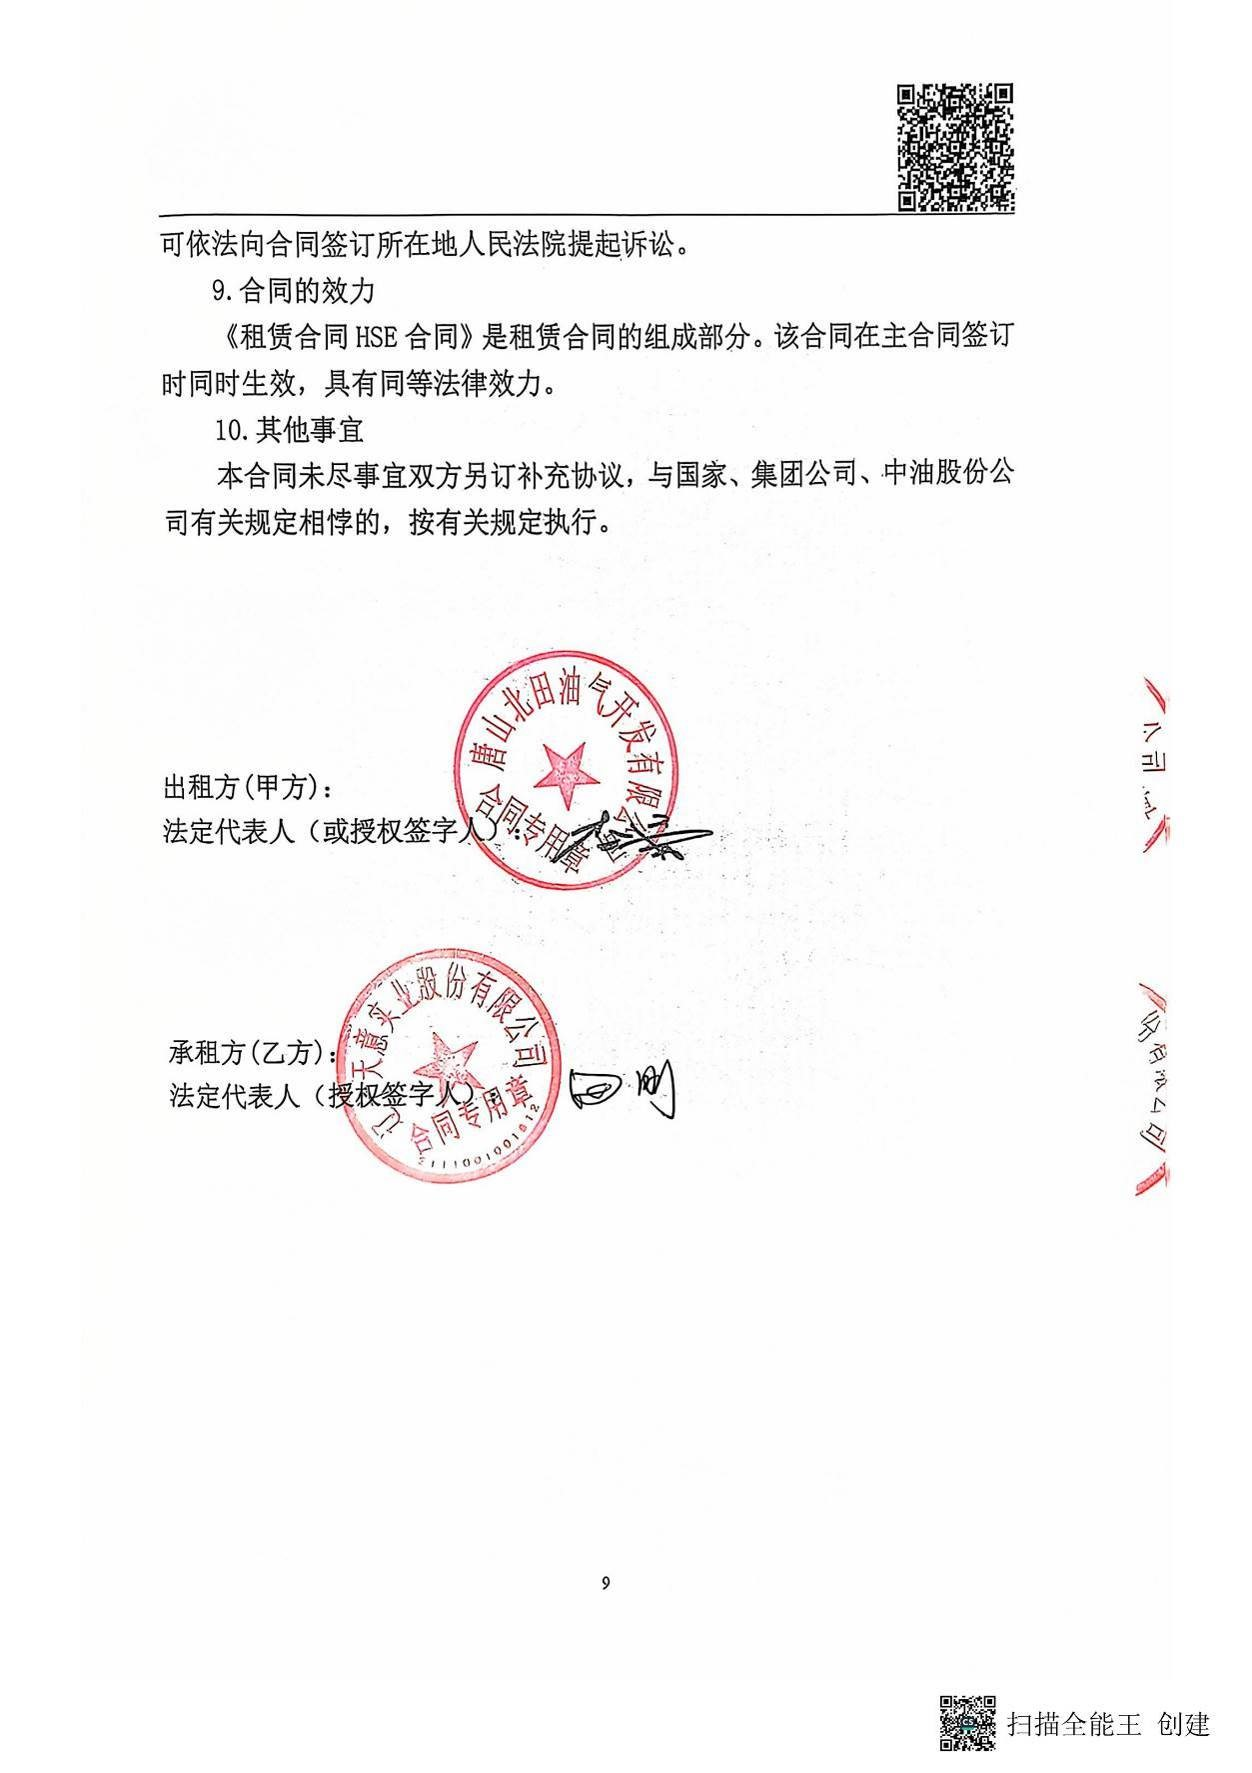 可依法向合同签订所在地人民法院提起诉讼。
9.合同的效力
《租赁合同 HSE 合同》是租赁合同的组成部分。该合同在主合同签订
时同时生效，具有同等法律效力。
10.其他事宜
本合同未尽事宜双方另订补充协议，与国家、集团公司、中油股份公
司有关规定相悖的，按有关规定执行。
唐山北田油气开发有限公司
合同专用章
出租方(甲方)：
法定代表人（或授权签字人）：
天意实业股份有限公司
合同专用章
承租方(乙方)：
法定代表人（授权签字人）：
公司
份有限公司
9
扫描全能王 创建